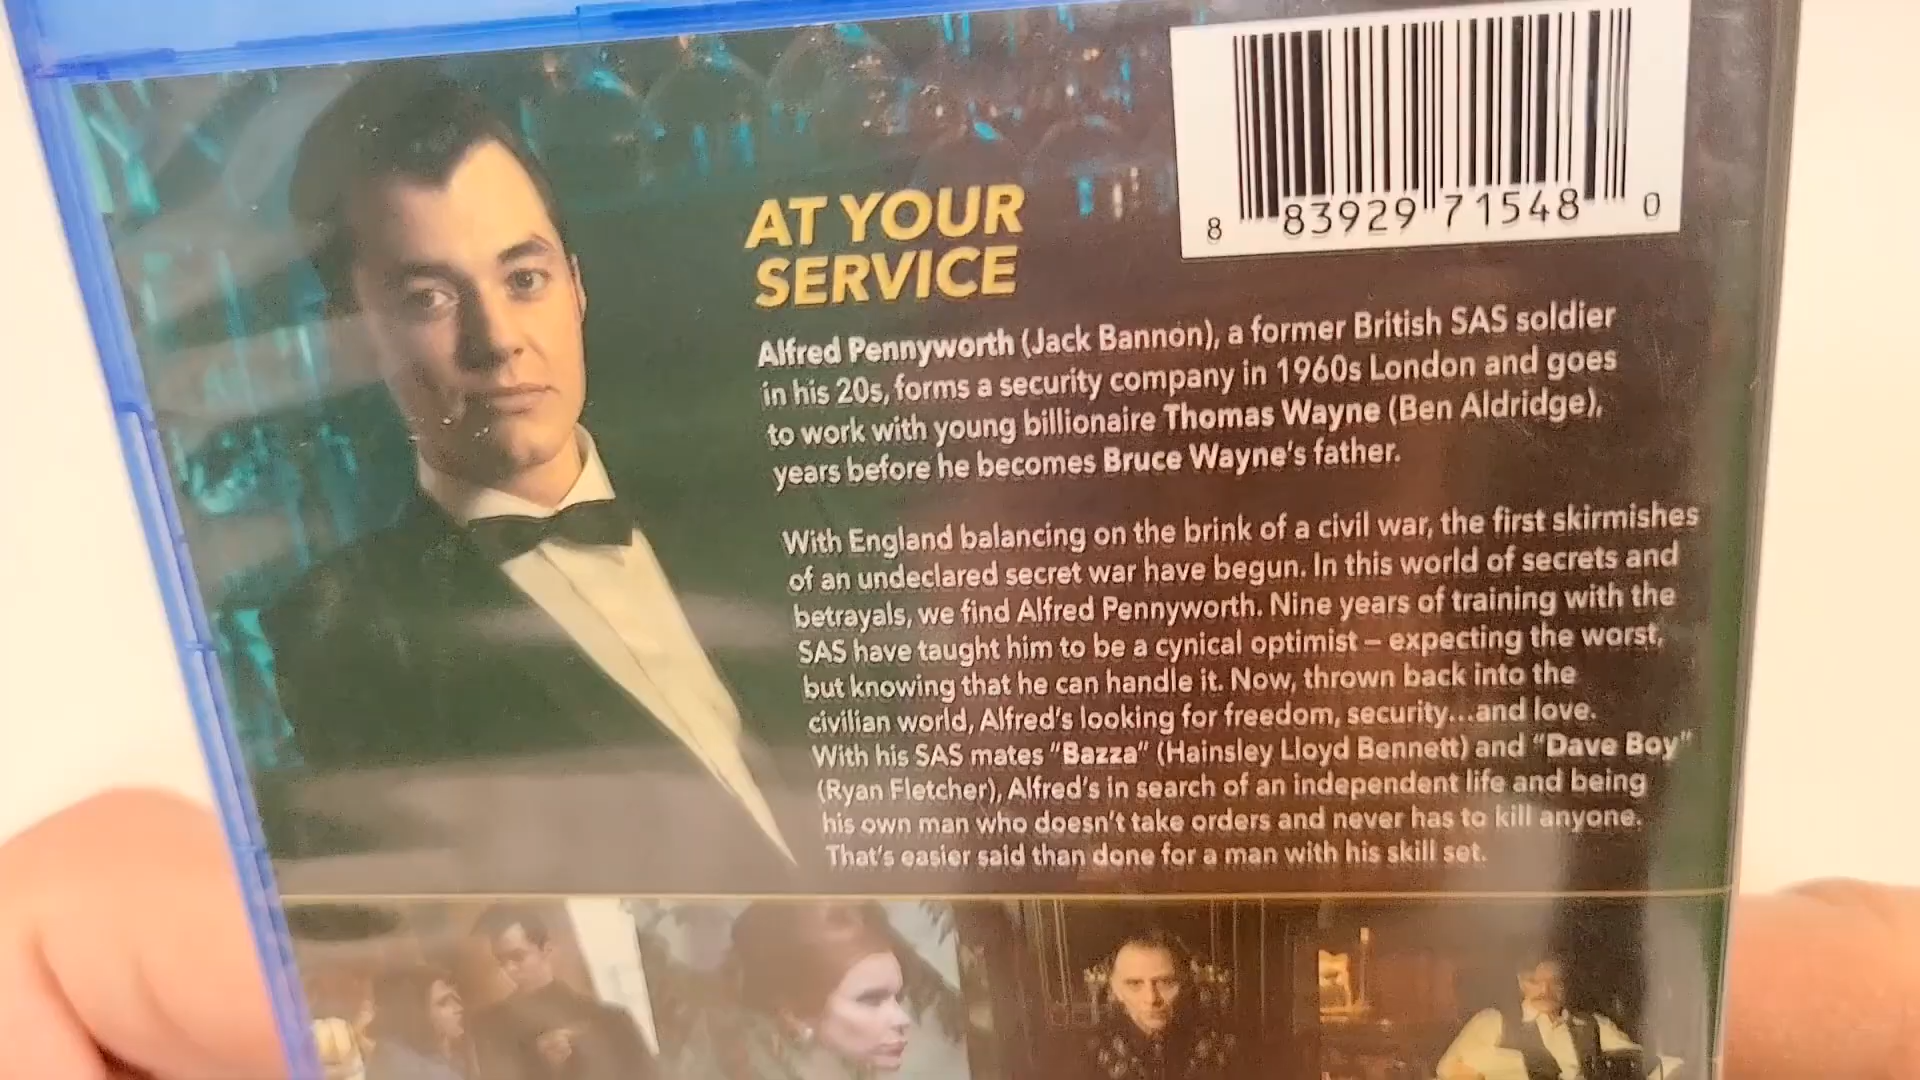 8 83929 71548 0
AT YOUR
SERVICE
Alfred Pennyworth (Jack Bannon), a former British SAS soldier
in his 20s, forms a security company in 1960s London and goes
to work with young billionaire Thomas Wayne (Ben Aldridge),
years before he becomes Bruce Wayne's father.
With England balancing on the brink of a civil war, the first skirmishes
of an undeclared secret war have begun. In this world of secrets and
betrayals, we find Alfred Pennyworth. Nine years of training with the
SAS have taught him to be a cynical optimist – expecting the worst,
but knowing that he can handle it. Now, thrown back into the
civilian world, Alfred's looking for freedom, security...and love.
With his SAS mates "Bazza" (Hainsley Lloyd Bennett) and "Dave Boy"
(Ryan Fletcher), Alfred's in search of an independent life and being
his own man who doesn't take orders and never has to kill anyone.
That's easier said than done for a man with his skill set.